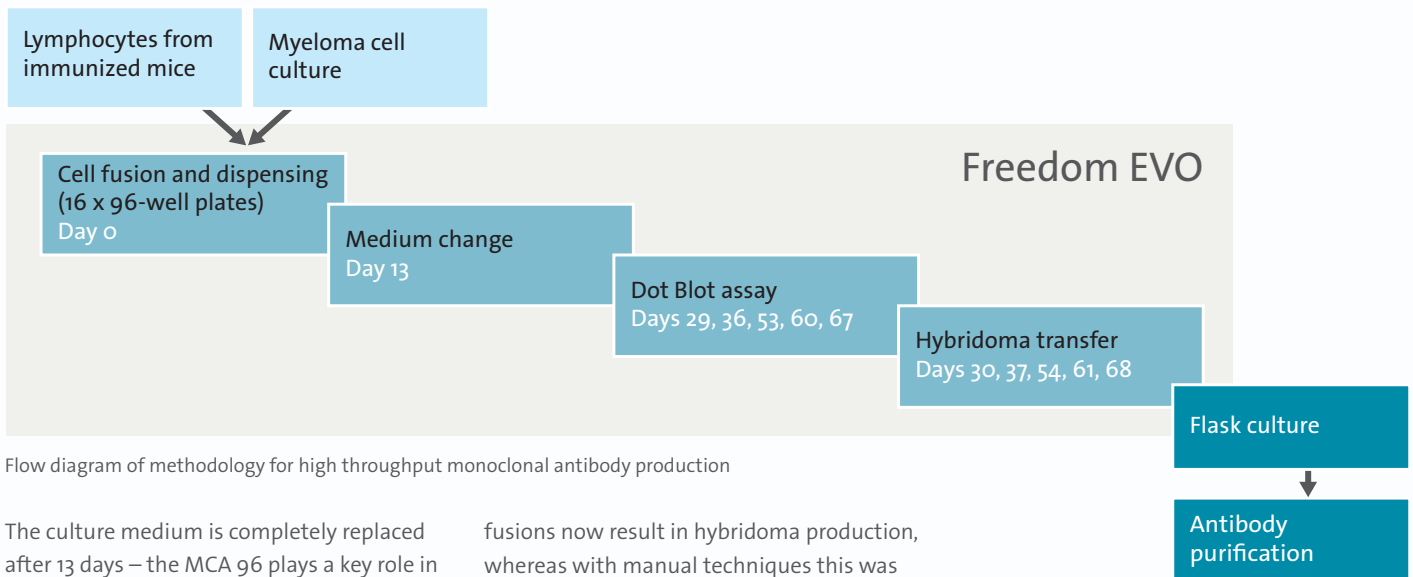 Lymphocytes from
immunized mice
Myeloma cell
culture
Freedom EVO
Cell fusion and dispensing
(16 x 96-well plates)
Day 0
Medium change
Day 13
Dot Blot assay
Days 29, 36, 53, 60, 67
Hybridoma transfer
Days 30, 37, 54, 61, 68
Flask culture
Antibody
purification
Flow diagram of methodology for high throughput monoclonal antibody production
The culture medium is completely replaced
after 13 days – the MCA 96 plays a key role in
fusions now result in hybridoma production,
whereas with manual techniques this was